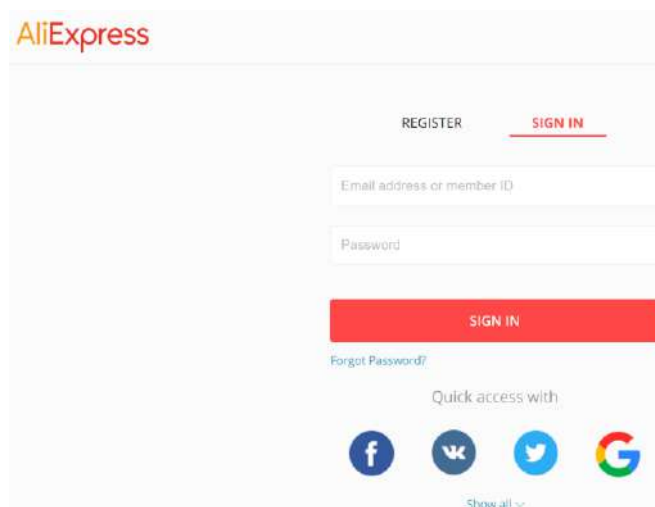 AliExpress
REGISTER SIGN IN
Email address or member ID
Password
SIGN IN
Forgot Password?
Quick access with
Show all